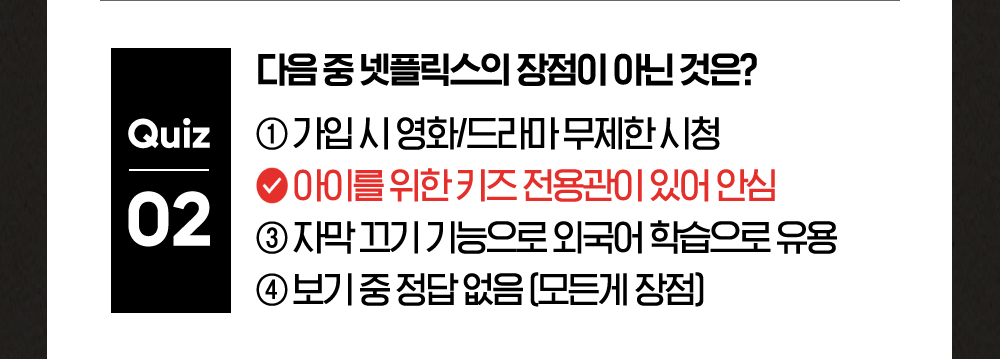 Quiz
02
다음 중 넷플릭스의 장점이 아닌 것은?
① 가입 시 영화/드라마 무제한 시청
아이를 위한 키즈 전용관이 있어 안심
③ 자막 끄기 기능으로 외국어 학습으로 유용
④ 보기 중 정답 없음 (모든게 장점)